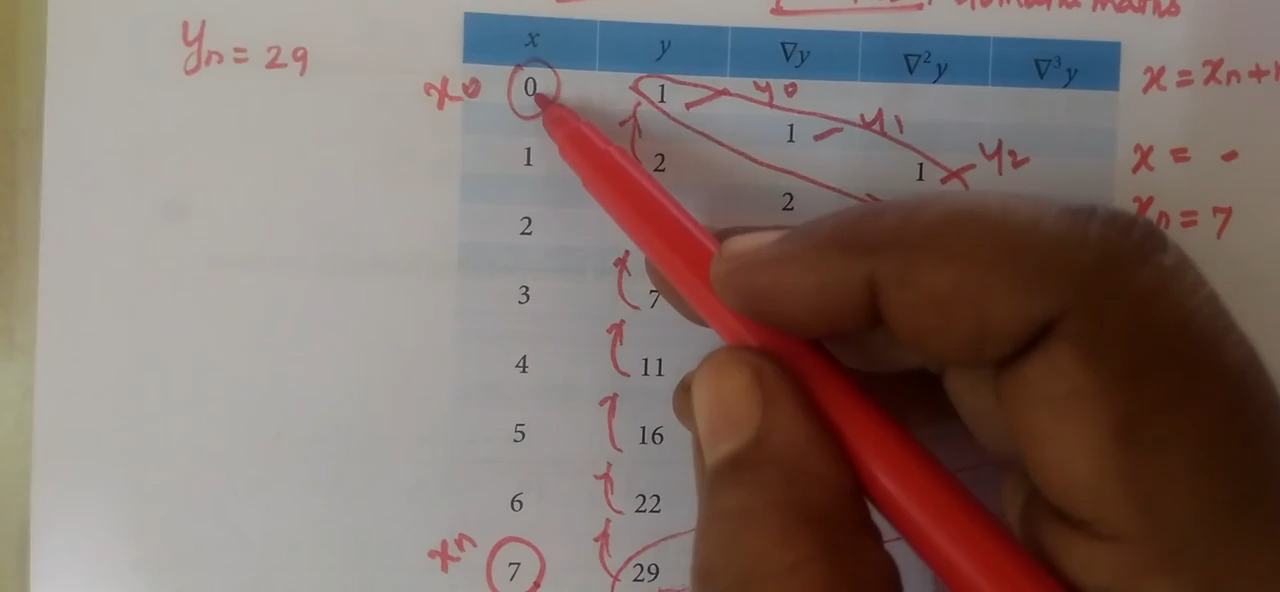 maths
yn = 29
x y ∇y ∇²y ∇³y
x = xn +
x0 0 1 y0
1 y1
1 2 1 y2
x = -
2
xn = 7
2
3 7
4 11
5 16
6 22
xn 7 29